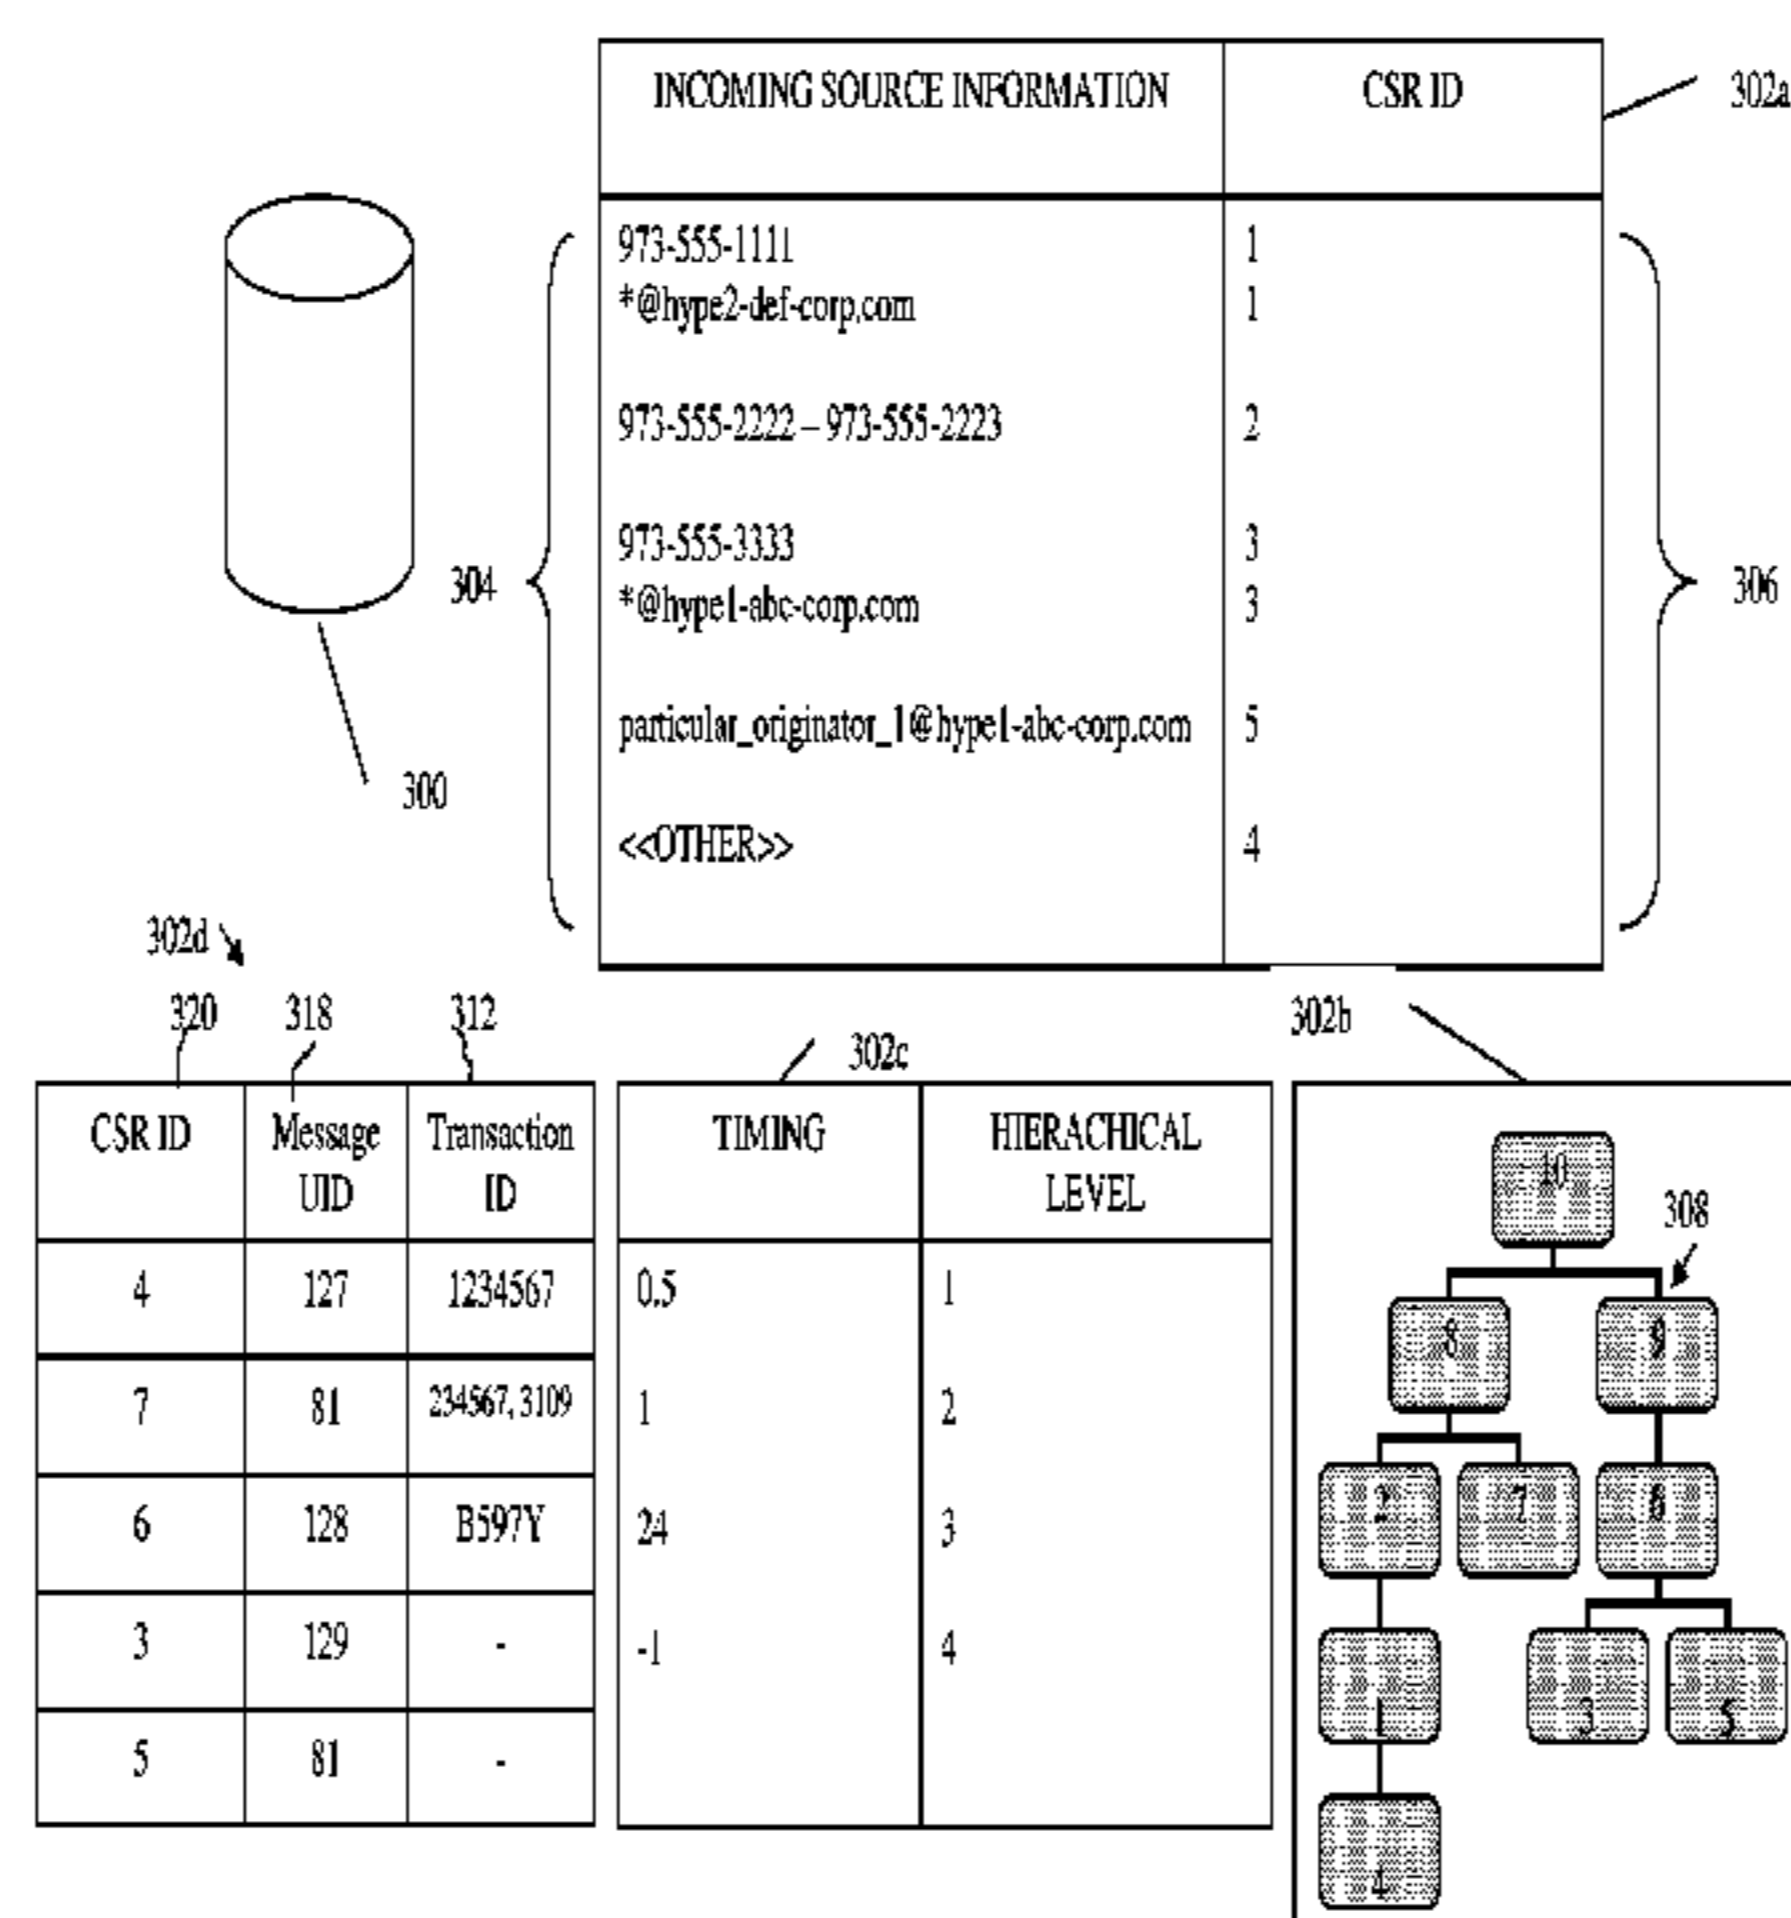 INCOMING SOURCE INFORMATION CSR ID
302a
973-555-1111 1
*@hype2-def-corp.com 1
973-555-2222 – 973-555-2223 2
973-555-3333 3
304
306
*@hype1-abc-corp.com 3
particular_originator_1@hype1-abc-corp.com 5
300
<<OTHER>> 4
302d
320 318 312
302c
302b
CSR ID Message UID Transaction ID
4 127 1234567
7 81 234567, 3109
6 128 B597Y
3 129 -
5 81 -
TIMING HIERACHICAL LEVEL
0.5 1
1 2
24 3
-1 4
10
308
8 9
2 7 6
1 3 5
4